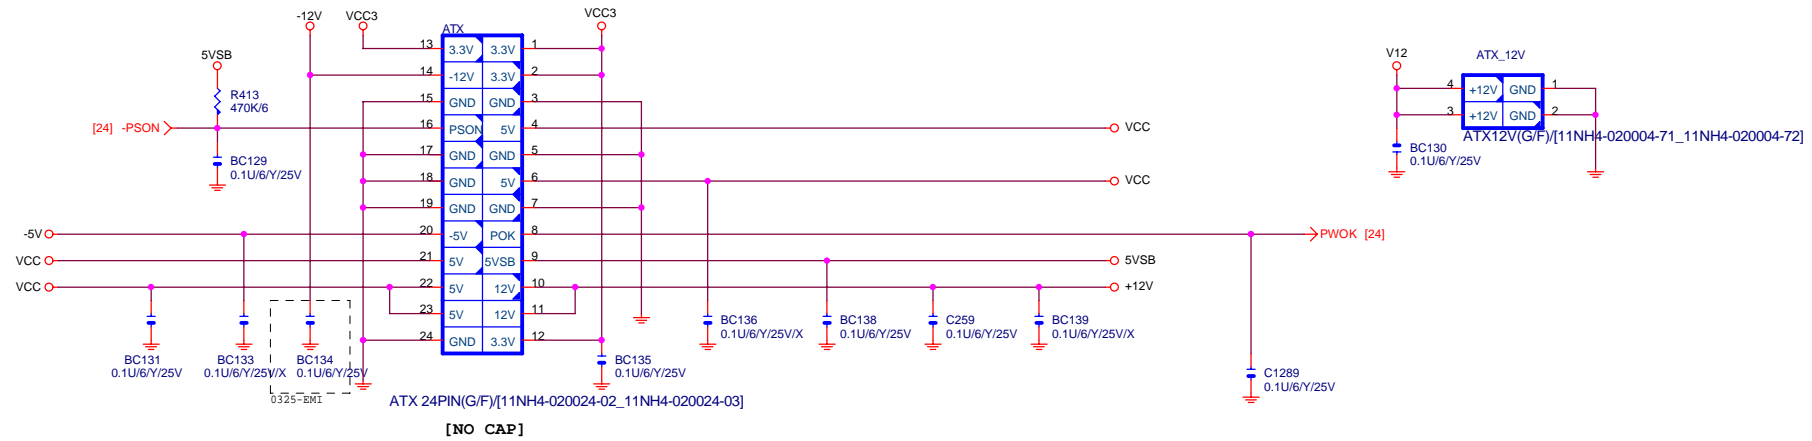 -12V
VCC3
VCC3
ATX
5VSB
R413
470K/6
[24] -PSON
BC129
0.1U/6/Y/25V
-5V
VCC
VCC
13 3.3V 3.3V 1
14 -12V 3.3V 2
15 GND GND 3
16 PSON 5V 4
17 GND GND 5
18 GND 5V 6
19 GND GND 7
20 -5V POK 8
21 5V 5VSB 9
22 5V 12V 10
23 5V 12V 11
24 GND 3.3V 12
VCC
VCC
PWOK [24]
5VSB
+12V
BC131
0.1U/6/Y/25V
BC133
0.1U/6/Y/25V/X
BC134
0.1U/6/Y/25V
0325-EMI
BC135
0.1U/6/Y/25V
BC136
0.1U/6/Y/25V/X
BC138
0.1U/6/Y/25V
C259
0.1U/6/Y/25V
BC139
0.1U/6/Y/25V/X
C1289
0.1U/6/Y/25V
ATX 24PIN(G/F)/[11NH4-020024-02_11NH4-020024-03]
[NO CAP]
V12
ATX_12V
4 +12V GND 1
3 +12V GND 2
ATX12V(G/F)/[11NH4-020004-71_11NH4-020004-72]
BC130
0.1U/6/Y/25V